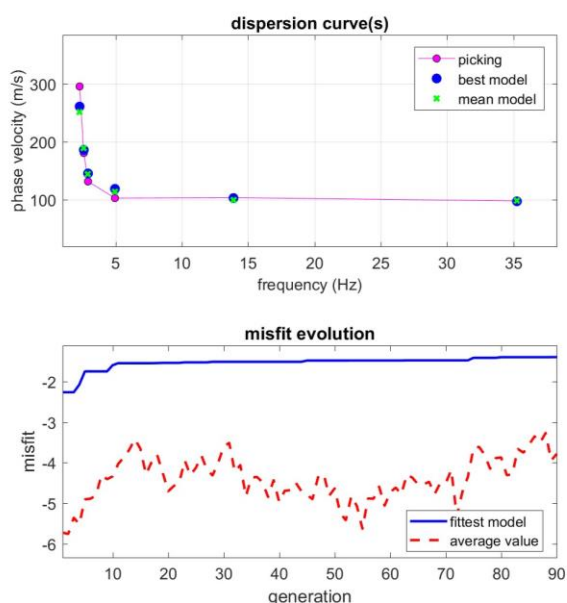 dispersion curve(s)
phase velocity (m/s)
300
200
100
picking
best model
mean model
5
10
15
20
25
30
35
frequency (Hz)
misfit evolution
misfit
-2
-3
-4
-5
-6
fittest model
average value
10
20
30
40
50
60
70
80
90
generation